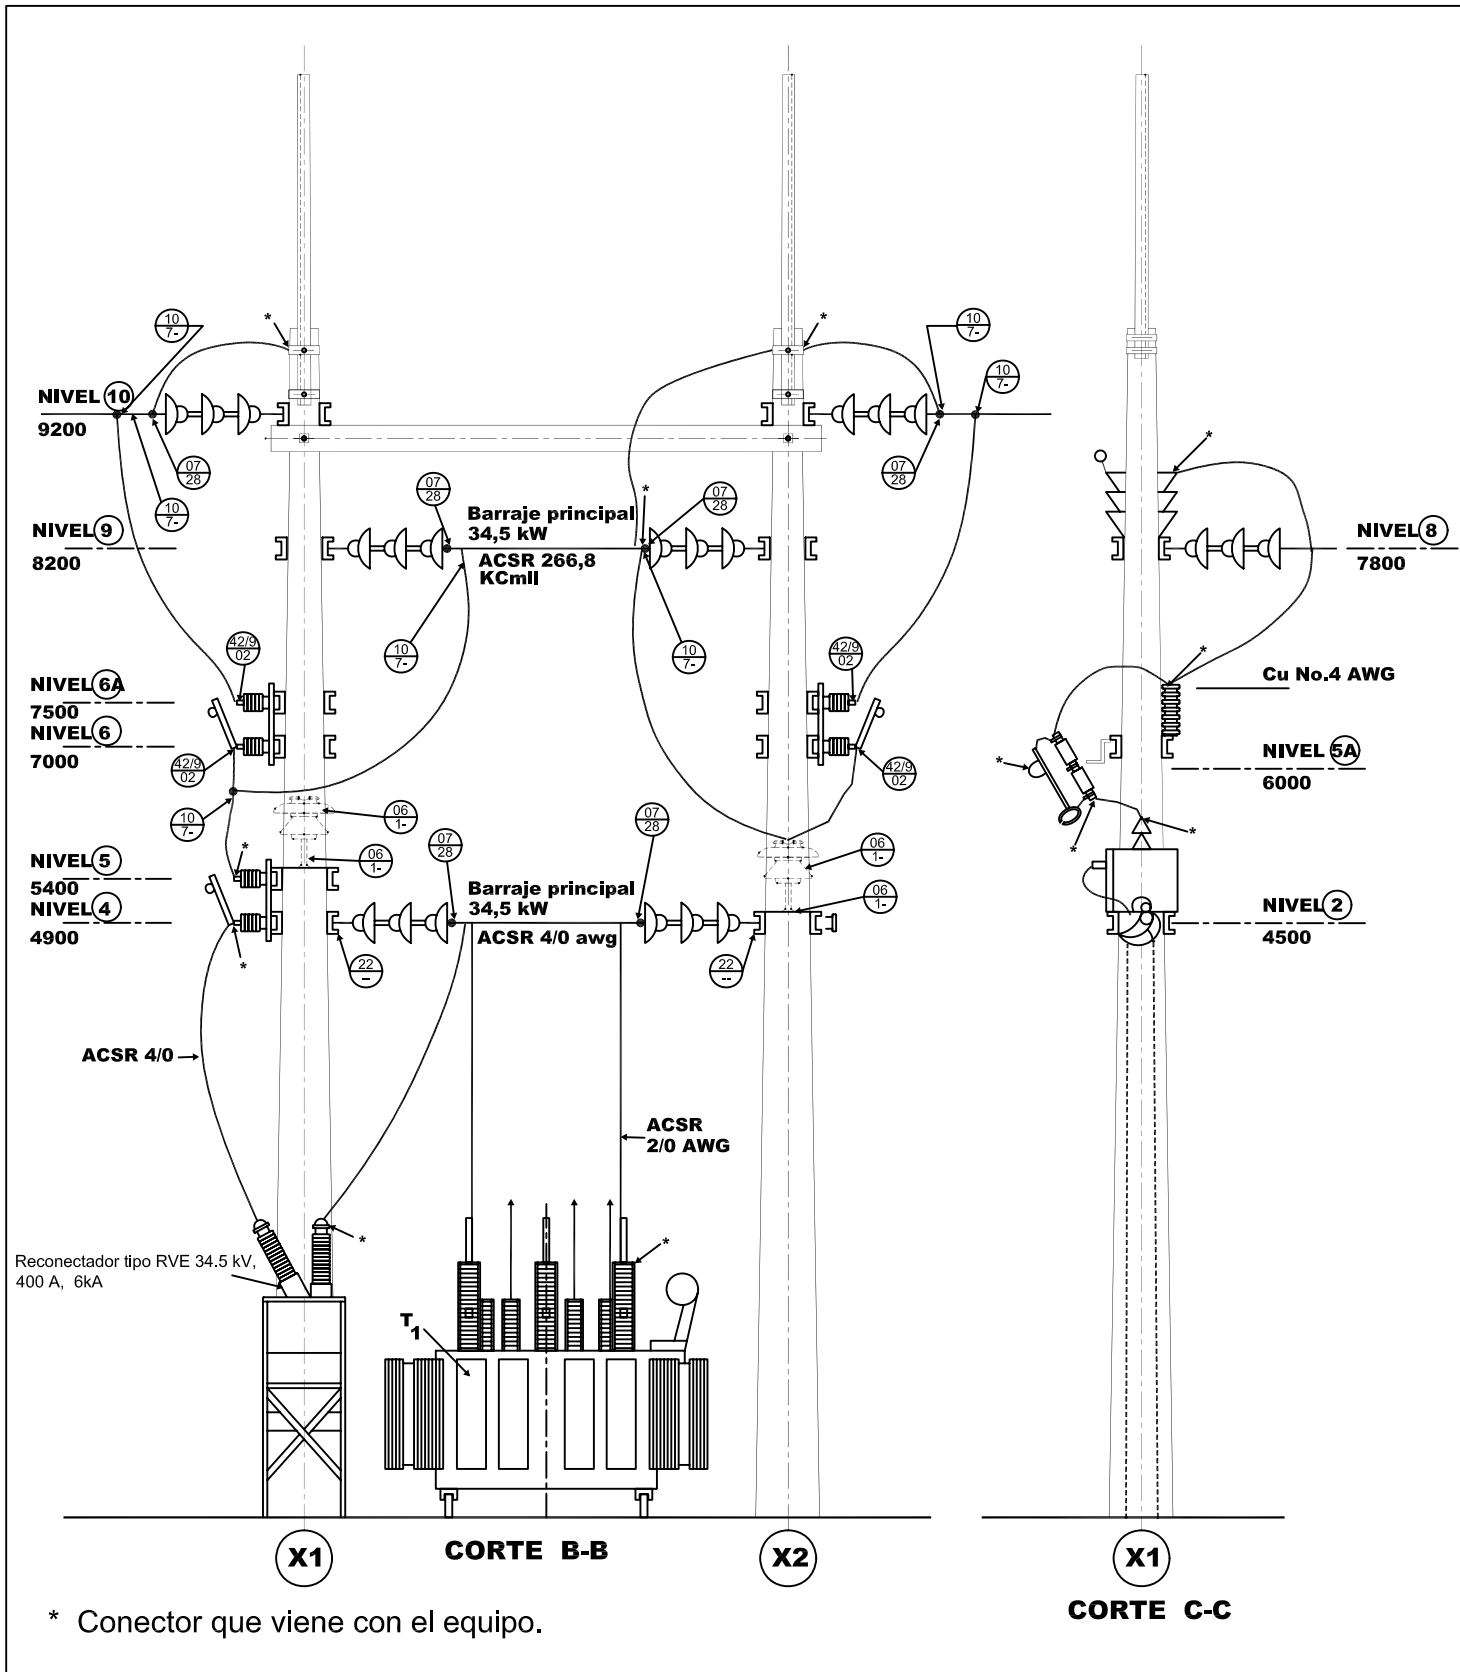 10
7-
*
*
10
7-
10
7-
NIVEL 10
9200
07
28
10
7-
07
28
*
07
28
*
07
28
Barraje principal
34,5 kW
ACSR 266,8
KCmil
NIVEL 9
8200
NIVEL 8
7800
10
7-
10
7-
42/9
02
42/9
02
*
Cu No.4 AWG
NIVEL 6A
7500
NIVEL 6
7000
42/9
02
42/9
02
NIVEL 5A
6000
*
10
7-
06
1-
07
28
07
28
*
*
06
1-
06
1-
06
1-
*
NIVEL 5
5400
NIVEL 4
4900
Barraje principal
34,5 kW
ACSR 4/0 awg
NIVEL 2
4500
*
22
--
22
--
ACSR 4/0
ACSR
2/0 AWG
*
*
Reconectador tipo RVE 34.5 kV,
400 A, 6kA
T1
X1
CORTE B-B
X2
X1
CORTE C-C
* Conector que viene con el equipo.